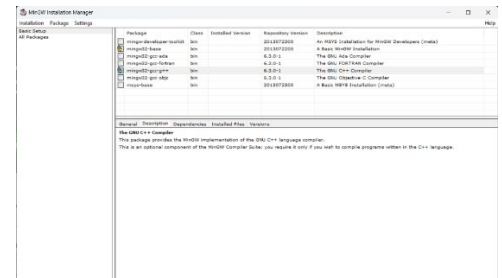 MinGW Installation Manager
Installation Package Settings
Help
Basic Setup
All Packages
Package Class Installed Version Repository Version Description
mingw-developer-toolkit bin 2013072300 An MSYS Installation for MinGW Developers (meta)
mingw32-base bin 2013072200 A Basic MinGW Installation
mingw32-gcc-ada bin 6.3.0-1 The GNU Ada Compiler
mingw32-gcc-fortran bin 6.3.0-1 The GNU FORTRAN Compiler
mingw32-gcc-g++ bin 6.3.0-1 The GNU C++ Compiler
mingw32-gcc-objc bin 6.3.0-1 The GNU Objective-C Compiler
msys-base bin 2013072300 A Basic MSYS Installation (meta)
General Description Dependencies Installed Files Versions
The GNU C++ Compiler
This package provides the MinGW implementation of the GNU C++ language compiler.
This is an optional component of the MinGW Compiler Suite; you require it only if you wish to compile programs written in the C++ language.